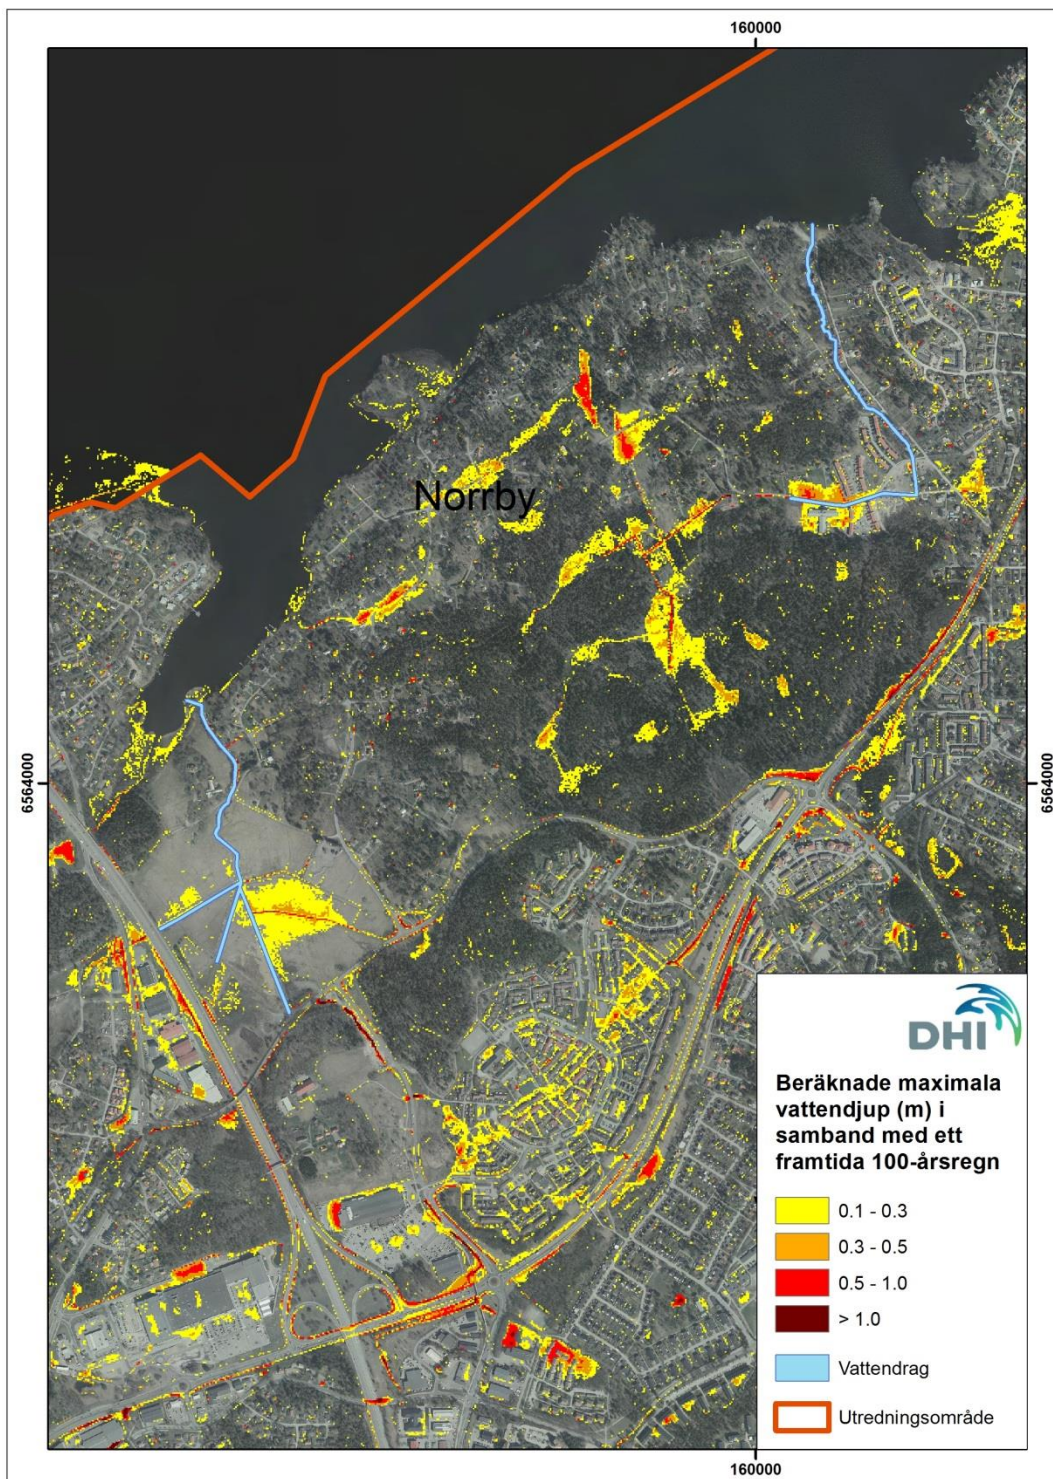 160000
6564000
6564000
Norrby
DHI
Beräknade maximala
vattendjup (m) i
samband med ett
framtida 100-årsregn
0.1 - 0.3
0.3 - 0.5
0.5 - 1.0
> 1.0
Vattendrag
Utredningsområde
160000